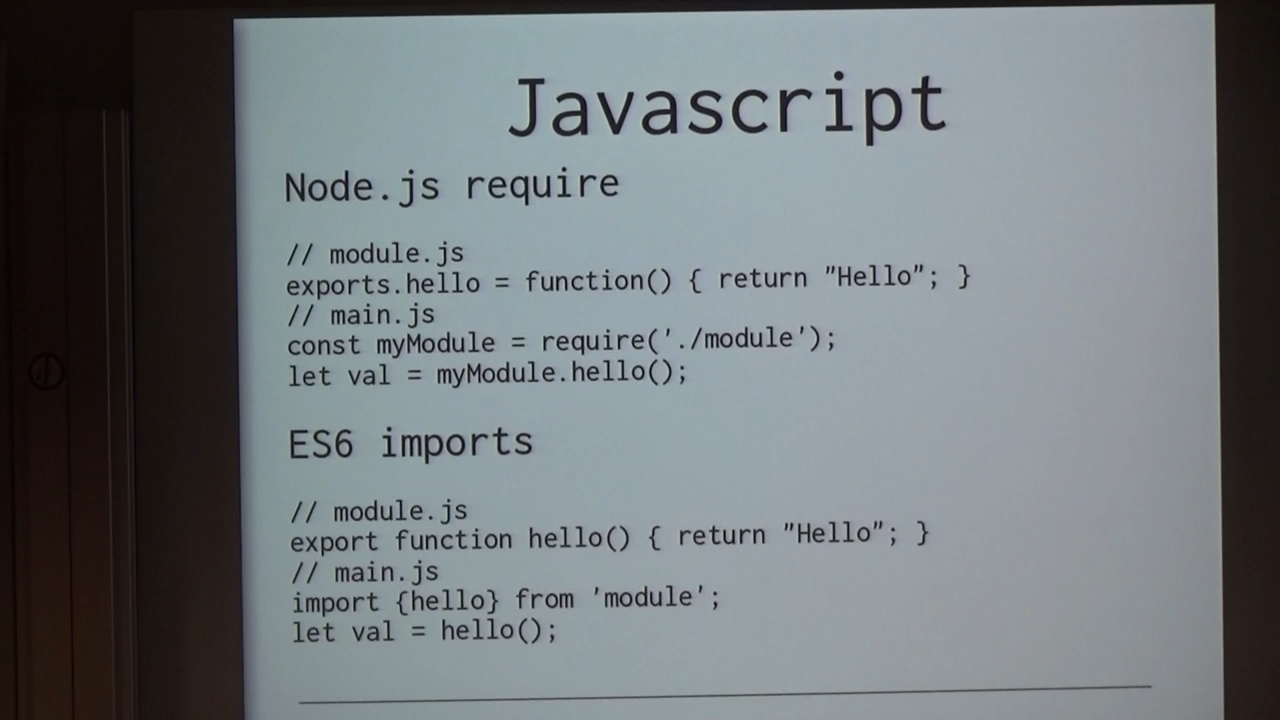 Javascript
Node.js require
// module.js
exports.hello = function() { return "Hello"; }
// main.js
const myModule = require('./module');
let val = myModule.hello();
ES6 imports
// module.js
export function hello() { return "Hello"; }
// main.js
import {hello} from 'module';
let val = hello();